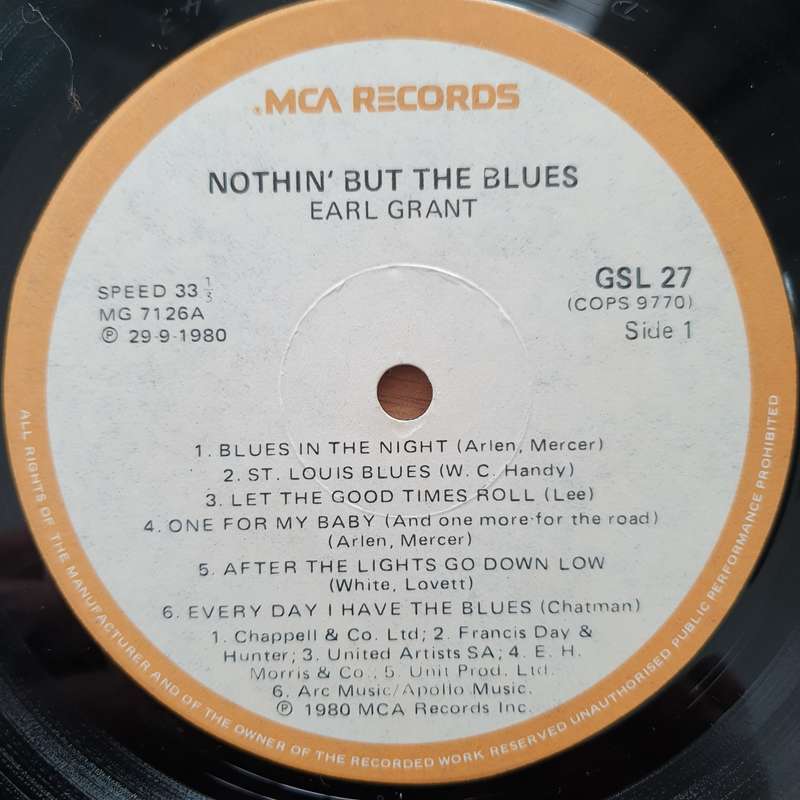 MCA RECORDS
NOTHIN' BUT THE BLUES
EARL GRANT
SPEED 33 1/3
MG 7126A
℗ 29-9-1980
GSL 27
(COPS 9770)
Side 1
1. BLUES IN THE NIGHT (Arlen, Mercer)
2. ST. LOUIS BLUES (W. C. Handy)
3. LET THE GOOD TIMES ROLL (Lee)
4. ONE FOR MY BABY (And one more for the road)
(Arlen, Mercer)
5. AFTER THE LIGHTS GO DOWN LOW
(White, Lovett)
6. EVERY DAY I HAVE THE BLUES (Chatman)
1. Chappell & Co. Ltd; 2. Francis Day &
Hunter; 3. United Artists SA; 4. E. H.
Morris & Co.; 5. Unit Prod. Ltd.
6. Arc Music/Apollo Music.
℗ 1980 MCA Records Inc.
ALL RIGHTS OF THE MANUFACTURER AND OF THE OWNER OF THE RECORDED WORK RESERVED UNAUTHORISED PUBLIC PERFORMANCE PROHIBITED